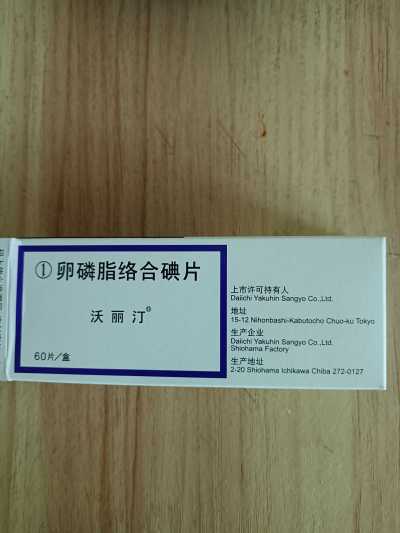 ①卵磷脂络合碘片
沃丽汀®
60片/盒
上市许可持有人
Daiichi Yakuhin Sangyo Co.,Ltd.
地址
15-12 Nihonbashi-Kabutocho Chuo-ku Tokyo
生产企业
Daiichi Yakuhin Sangyo Co.,Ltd.
Shiohama Factory
生产地址
2-20 Shiohama Ichikawa Chiba 272-0127